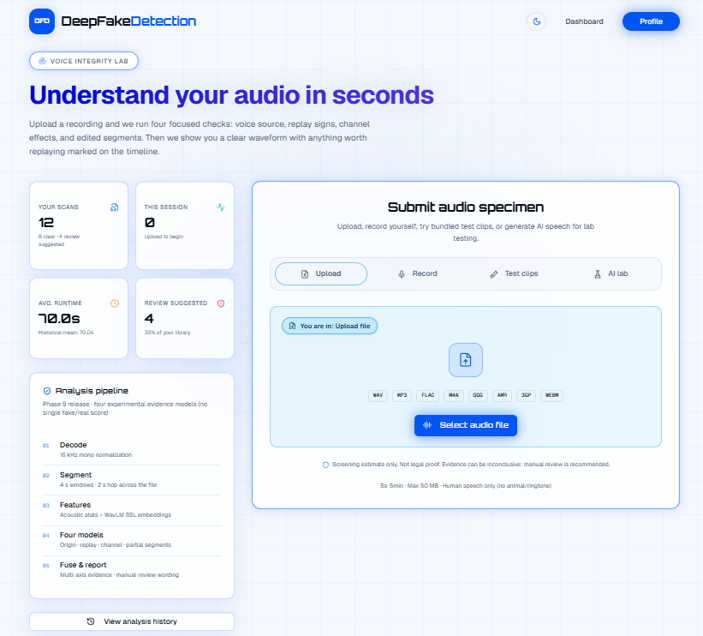 DFD
DeepFakeDetection
Dashboard
Profile
VOICE INTEGRITY LAB
Understand your audio in seconds
Upload a recording and we run four focused checks: voice source, replay signs, channel
effects, and edited segments. Then we show you a clear waveform with anything worth
replaying marked on the timeline.
YOUR SCANS
12
8 clear · 4 review
suggested
THIS SESSION
0
Upload to begin
AVG. RUNTIME
70.0s
Historical mean: 70.0s
REVIEW SUGGESTED
4
33% of your library
Analysis pipeline
Phase 9 release · four experimental evidence models (no
single fake/real score)
01
Decode
16 kHz mono normalization
02
Segment
4 s windows · 2 s hop across the file
03
Features
Acoustic stats + WavLM SSL embeddings
04
Four models
Origin · replay · channel · partial segments
05
Fuse & report
Multi-axis evidence · manual-review wording
View analysis history
Submit audio specimen
Upload, record yourself, try bundled test clips, or generate AI speech for lab
testing.
Upload
Record
Test clips
AI lab
You are in: Upload file
WAV MP3 FLAC M4A OGG AMR 3GP WEBM
Select audio file
Screening estimate only. Not legal proof. Evidence can be inconclusive; manual review is recommended.
5s–5min · Max 50 MB · Human speech only (no animal/ringtone)